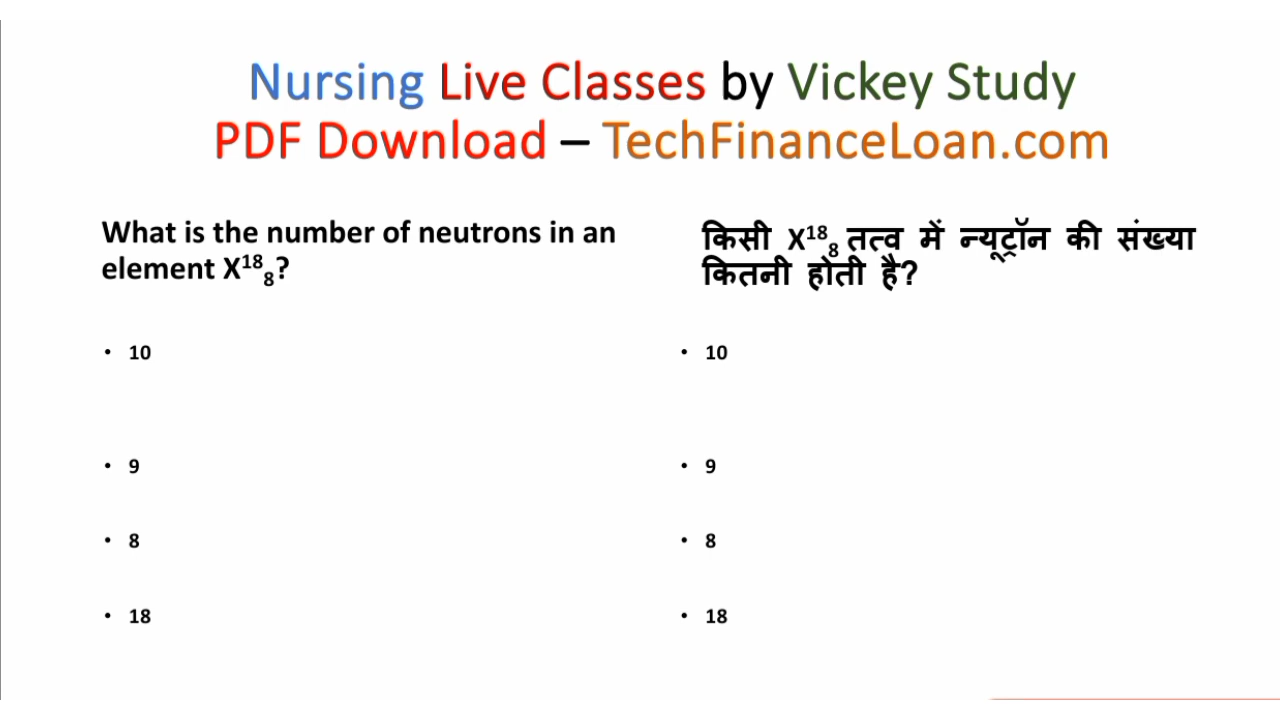 Nursing Live Classes by Vickey Study
PDF Download – TechFinanceLoan.com
What is the number of neutrons in an
element X¹⁸₈?
• 10
• 9
• 8
• 18
किसी X¹⁸₈ तत्व में न्यूट्रॉन की संख्या
कितनी होती है?
• 10
• 9
• 8
• 18